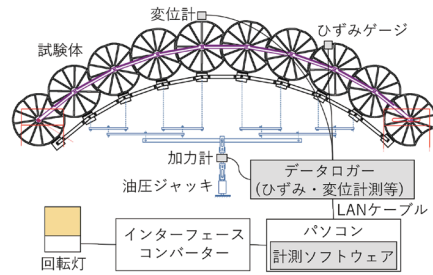 変位計
ひずみゲージ
試験体
加力計
油圧ジャッキ
データロガー
(ひずみ・変位計測等)
LANケーブル
パソコン
計測ソフトウェア
インターフェース
コンバーター
回転灯